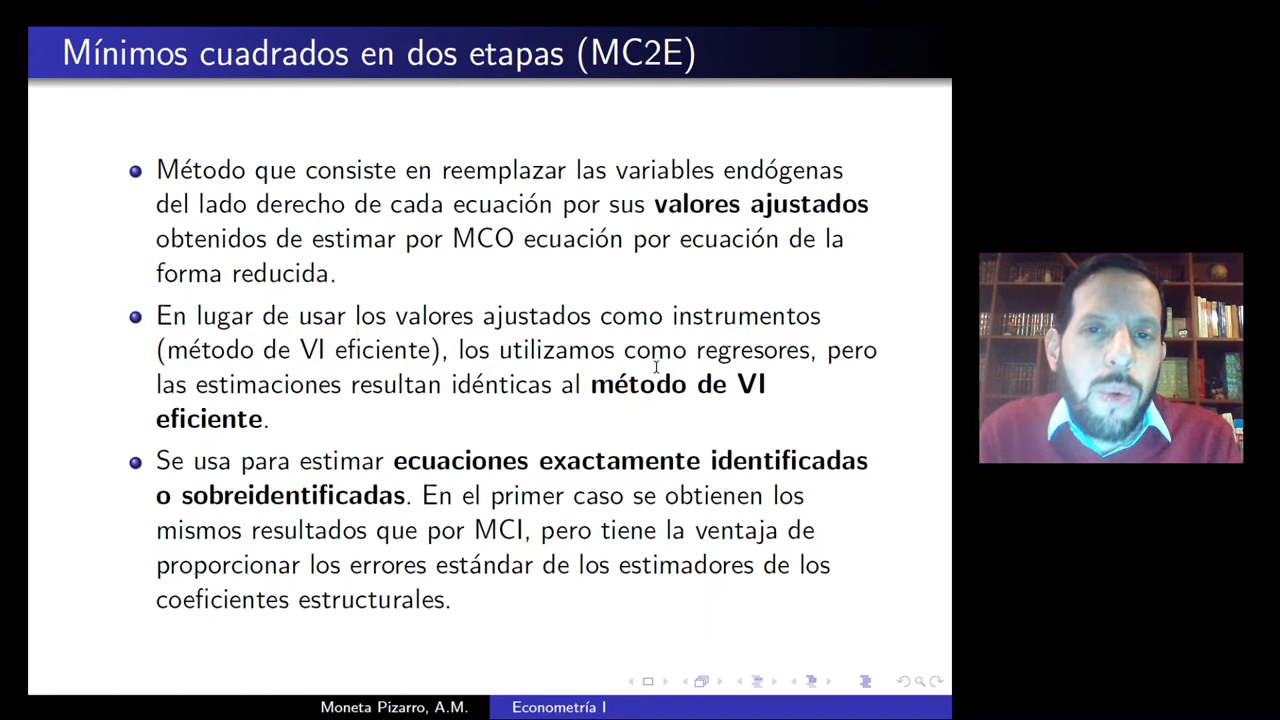 Mínimos cuadrados en dos etapas (MC2E)
Método que consiste en reemplazar las variables endógenas
del lado derecho de cada ecuación por sus valores ajustados
obtenidos de estimar por MCO ecuación por ecuación de la
forma reducida.
En lugar de usar los valores ajustados como instrumentos
(método de VI eficiente), los utilizamos como regresores, pero
las estimaciones resultan idénticas al método de VI
eficiente.
Se usa para estimar ecuaciones exactamente identificadas
o sobreidentificadas. En el primer caso se obtienen los
mismos resultados que por MCI, pero tiene la ventaja de
proporcionar los errores estándar de los estimadores de los
coeficientes estructurales.
Moneta Pizarro, A.M. Econometría I